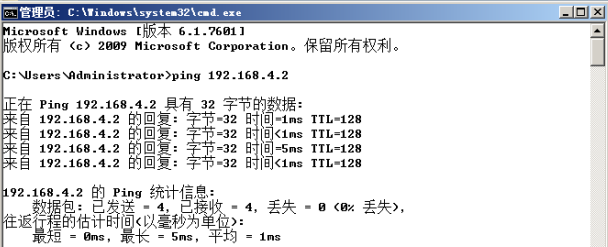 管理员: C:\Windows\system32\cmd.exe
Microsoft Windows [版本 6.1.7601]
版权所有 (c) 2009 Microsoft Corporation。保留所有权利。
C:\Users\Administrator>ping 192.168.4.2
正在 Ping 192.168.4.2 具有 32 字节的数据:
来自 192.168.4.2 的回复: 字节=32 时间=1ms TTL=128
来自 192.168.4.2 的回复: 字节=32 时间<1ms TTL=128
来自 192.168.4.2 的回复: 字节=32 时间=5ms TTL=128
来自 192.168.4.2 的回复: 字节=32 时间<1ms TTL=128
192.168.4.2 的 Ping 统计信息:
数据包: 已发送 = 4，已接收 = 4，丢失 = 0 (0% 丢失)，
往返行程的估计时间(以毫秒为单位):
最短 = 0ms，最长 = 5ms，平均 = 1ms